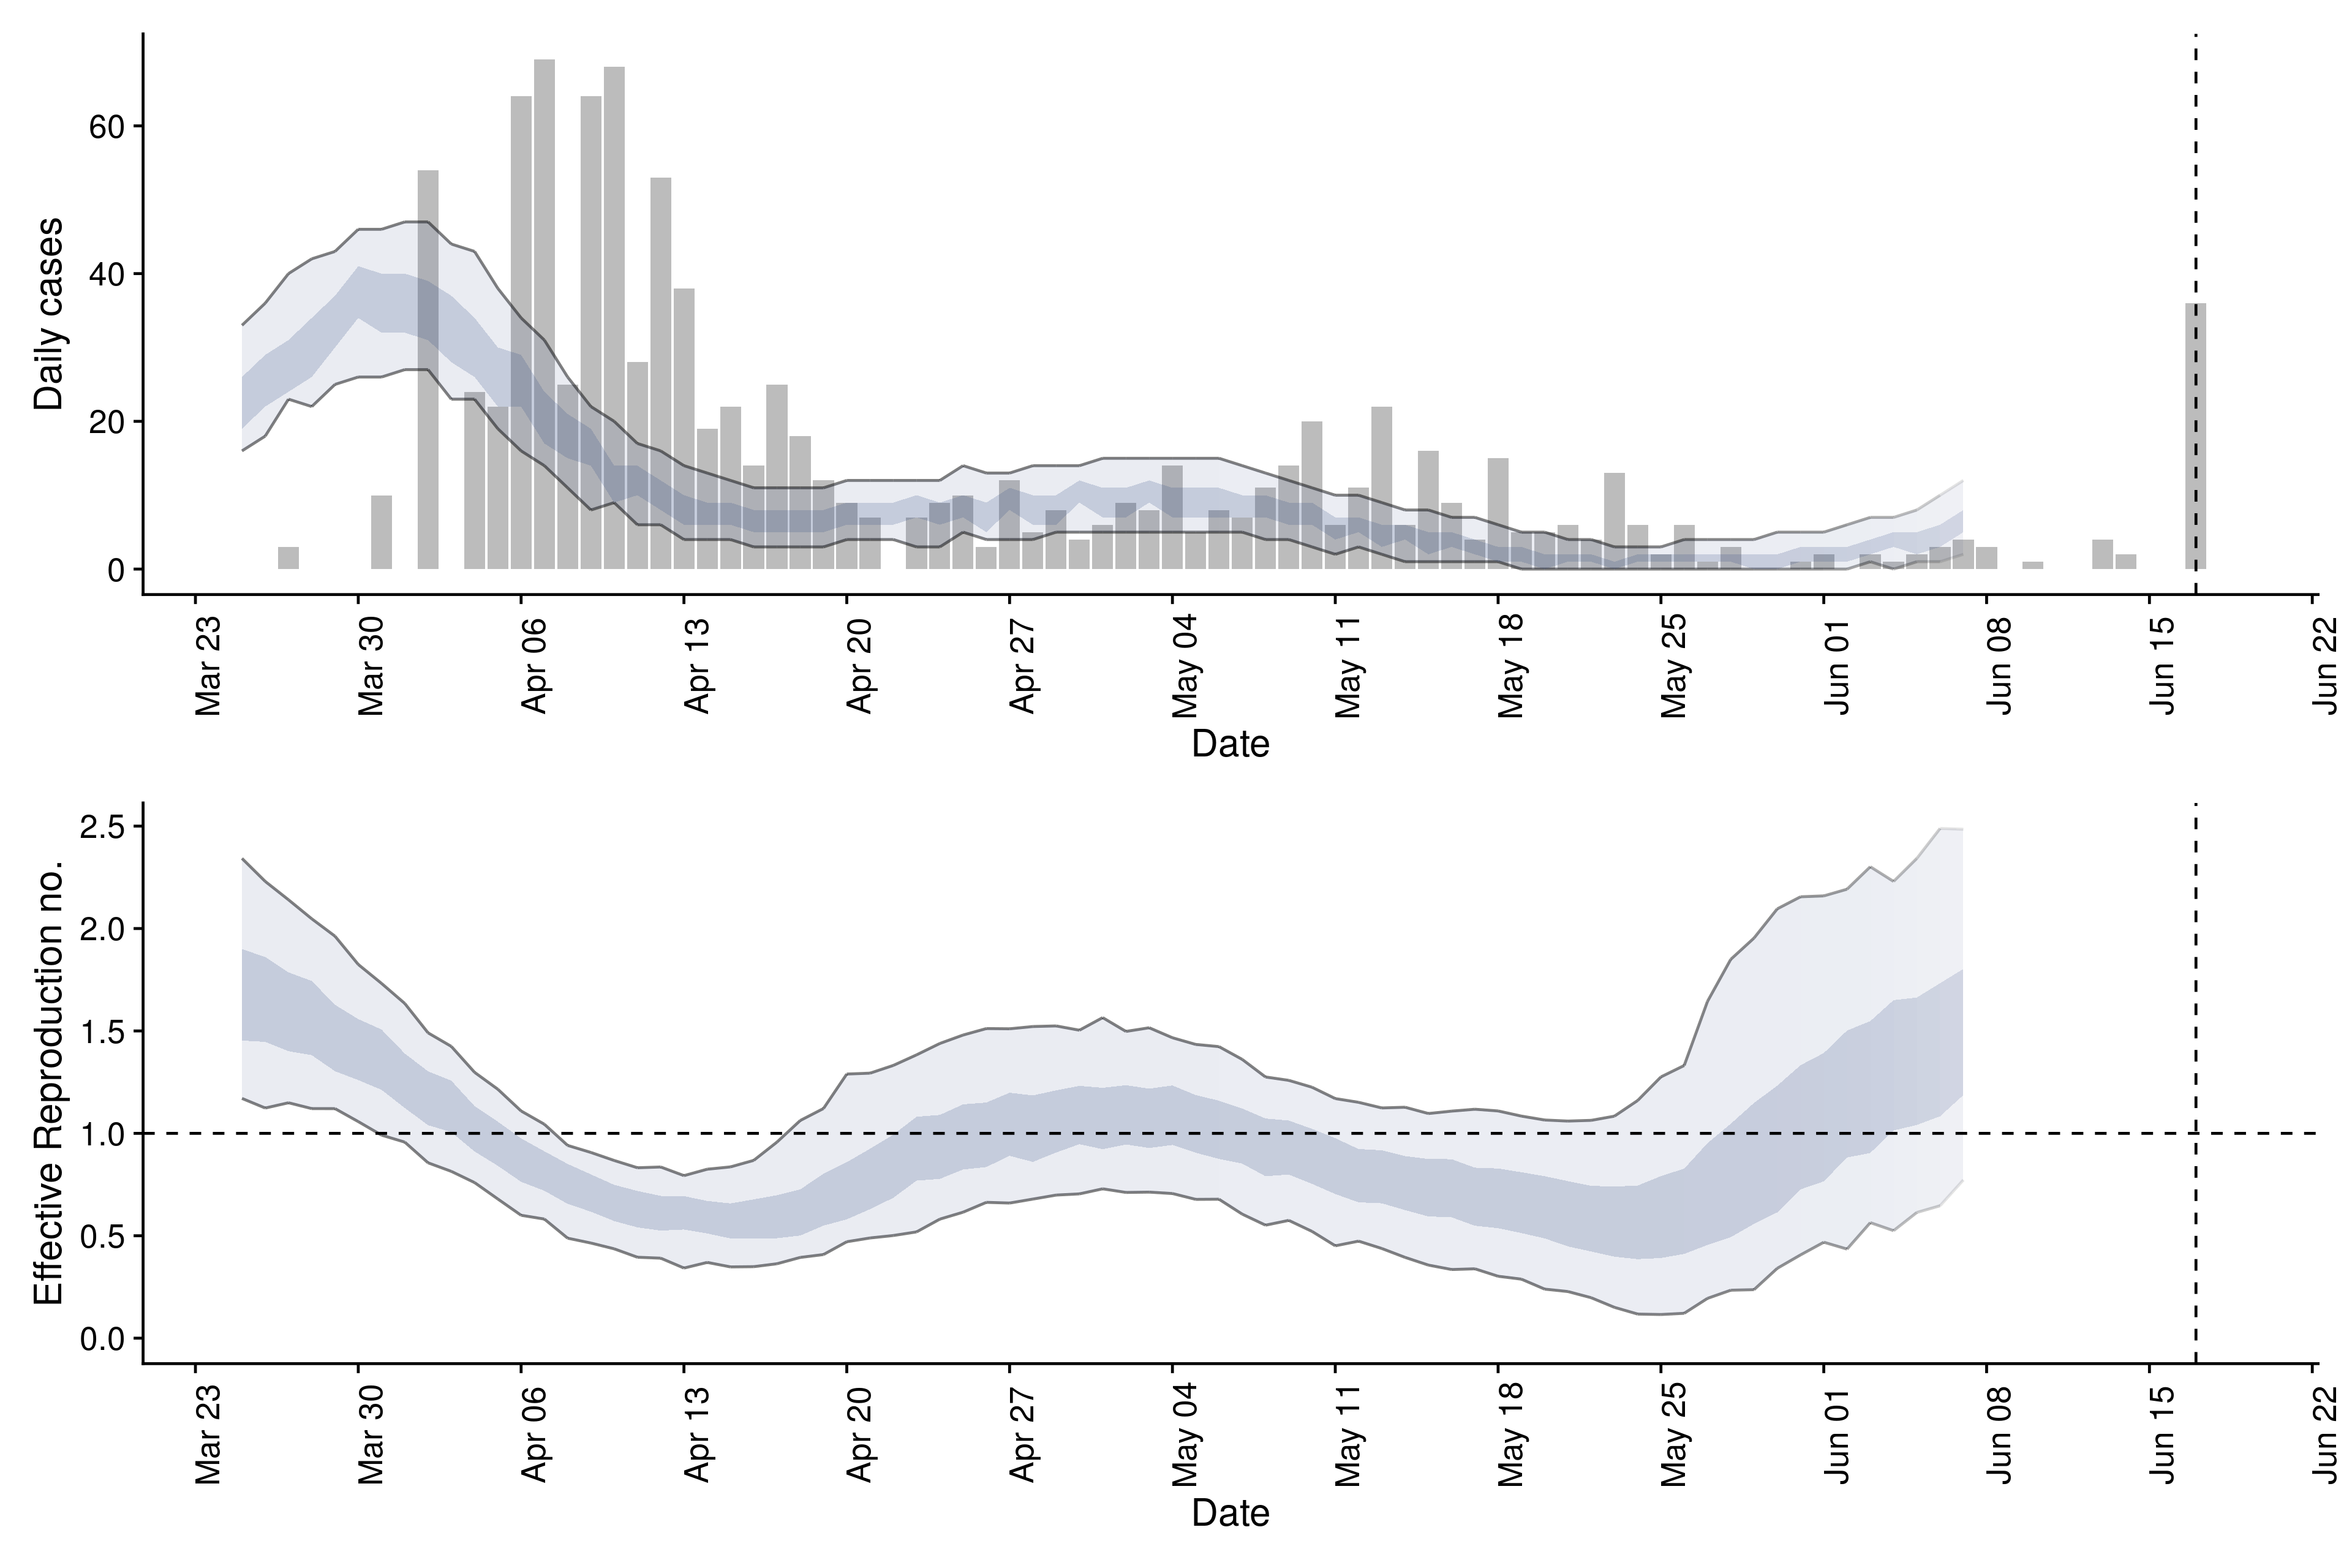 Daily cases
60
40
20
0
Mar 23
Mar 30
Apr 06
Apr 13
Apr 20
Apr 27
May 04
May 11
May 18
May 25
Jun 01
Jun 08
Jun 15
Jun 22
Date
Effective Reproduction no.
2.5
2.0
1.5
1.0
0.5
0.0
Mar 23
Mar 30
Apr 06
Apr 13
Apr 20
Apr 27
May 04
May 11
May 18
May 25
Jun 01
Jun 08
Jun 15
Jun 22
Date